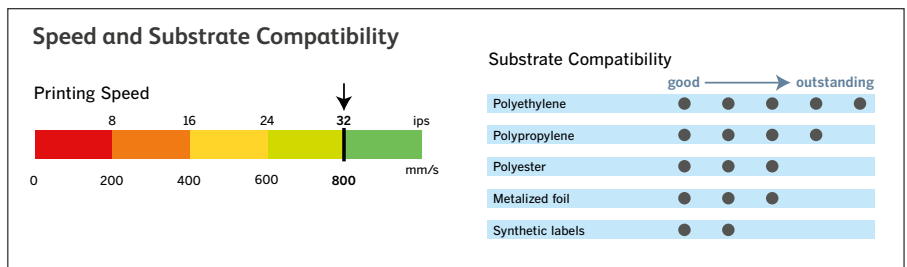 Speed and Substrate Compatibility
Printing Speed
8 16 24 32 ips
0 200 400 600 800 mm/s
Substrate Compatibility
good outstanding
Polyethylene
Polypropylene
Polyester
Metalized foil
Synthetic labels